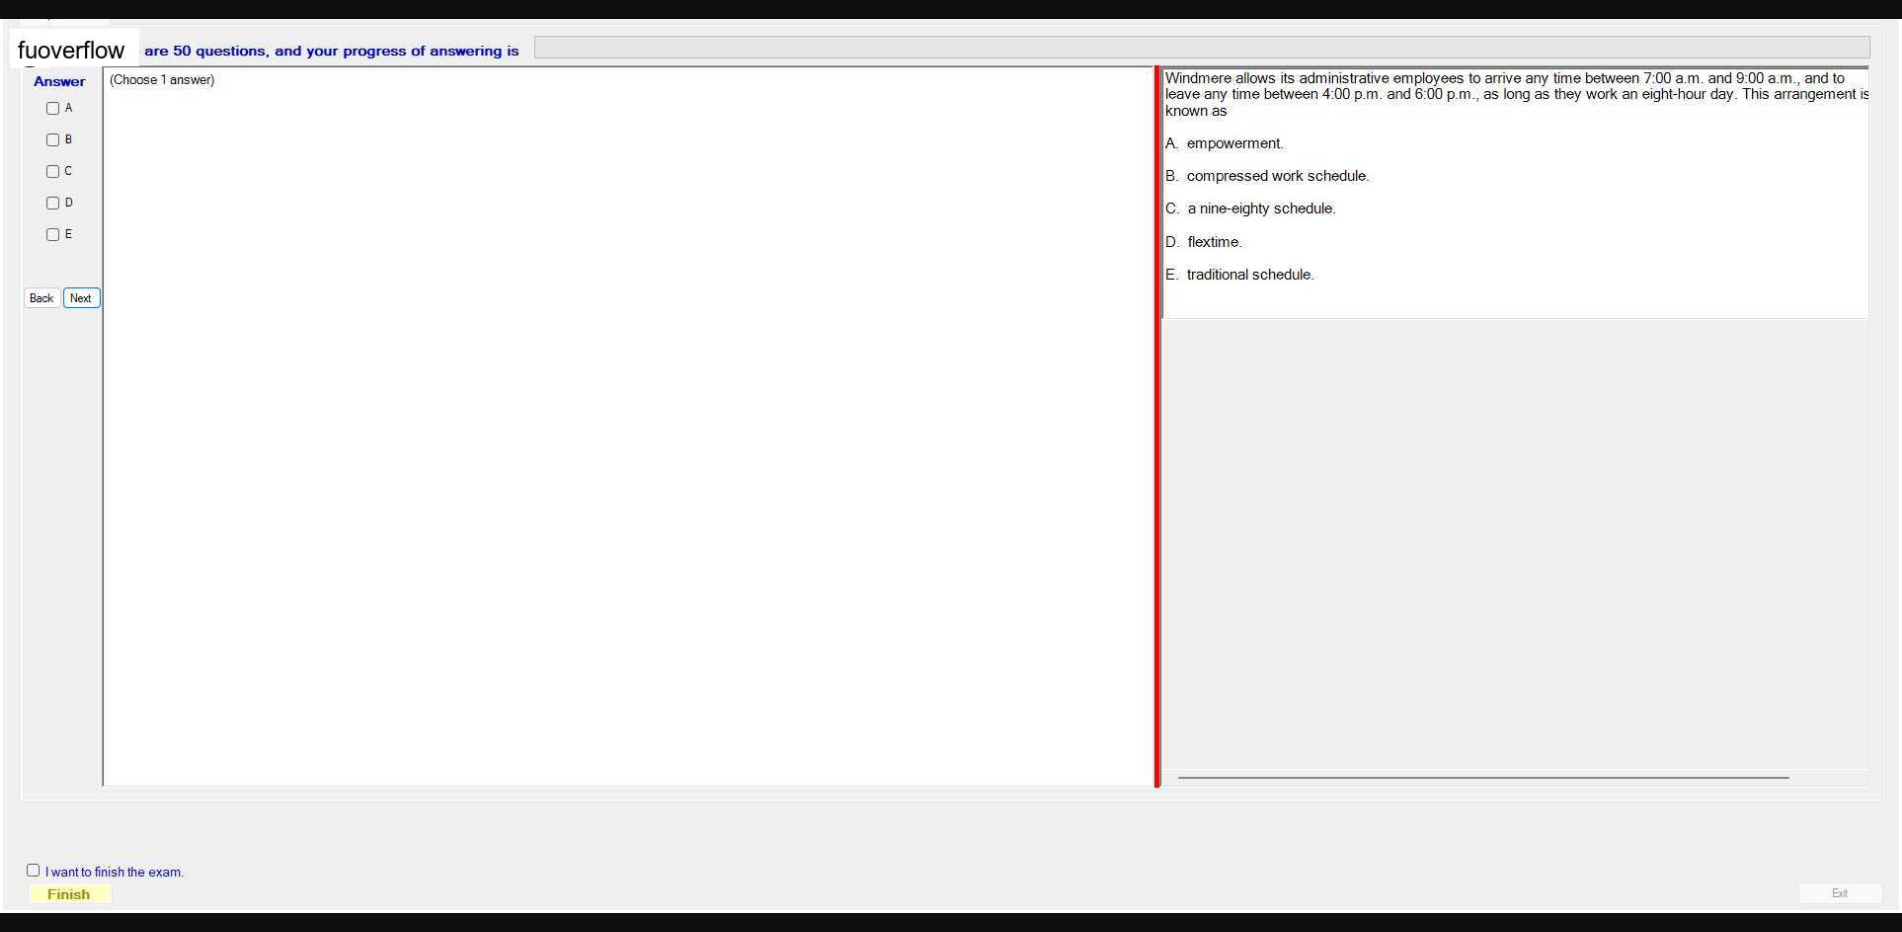 fuoverflow are 50 questions, and your progress of answering is
Answer
(Choose 1 answer)
A
B
C
D
E
Back Next
Windmere allows its administrative employees to arrive any time between 7:00 a.m. and 9:00 a.m., and to
leave any time between 4:00 p.m. and 6:00 p.m., as long as they work an eight-hour day. This arrangement is
known as
A. empowerment.
B. compressed work schedule.
C. a nine-eighty schedule.
D. flextime.
E. traditional schedule.
I want to finish the exam.
Finish
Exit